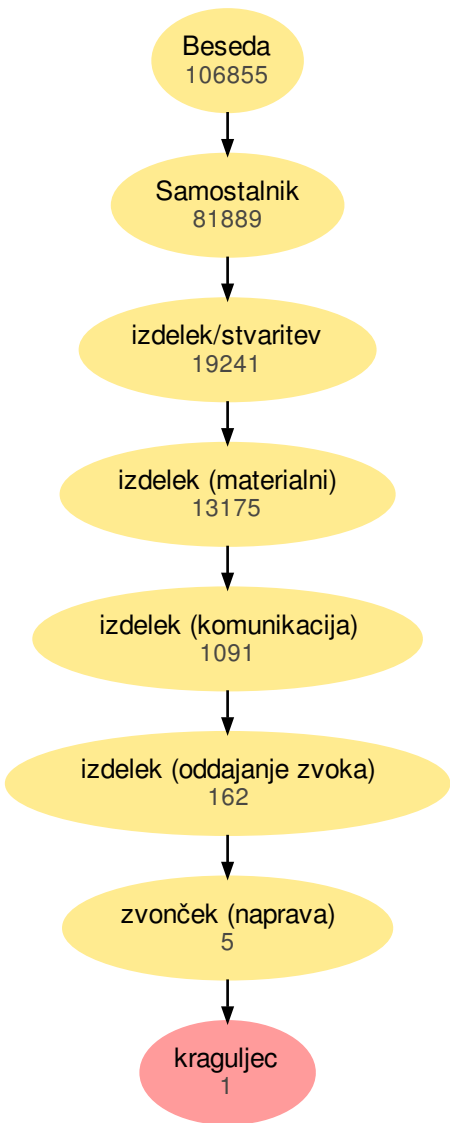 Beseda
106855
Samostalnik
81889
izdelek/stvaritev
19241
izdelek (materialni)
13175
izdelek (komunikacija)
1091
izdelek (oddajanje zvoka)
162
zvonček (naprava)
5
kraguljec
1